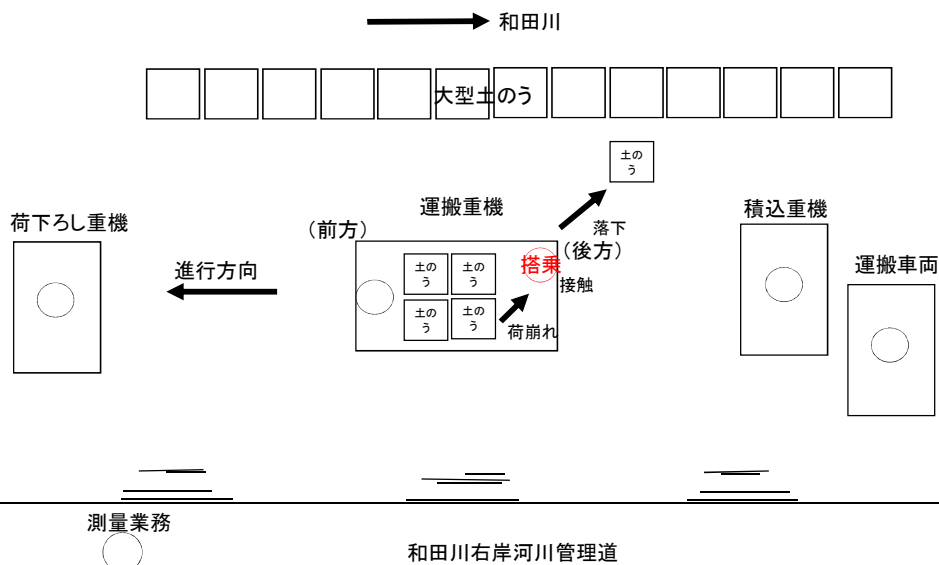 和田川
大型土のう
土の
う
運搬重機
積込重機
荷下ろし重機
(前方)
落下
(後方)
搭乗
運搬車両
進行方向
土の
う
土の
う
接触
土の
う
土の
う
荷崩れ
測量業務
和田川右岸河川管理道